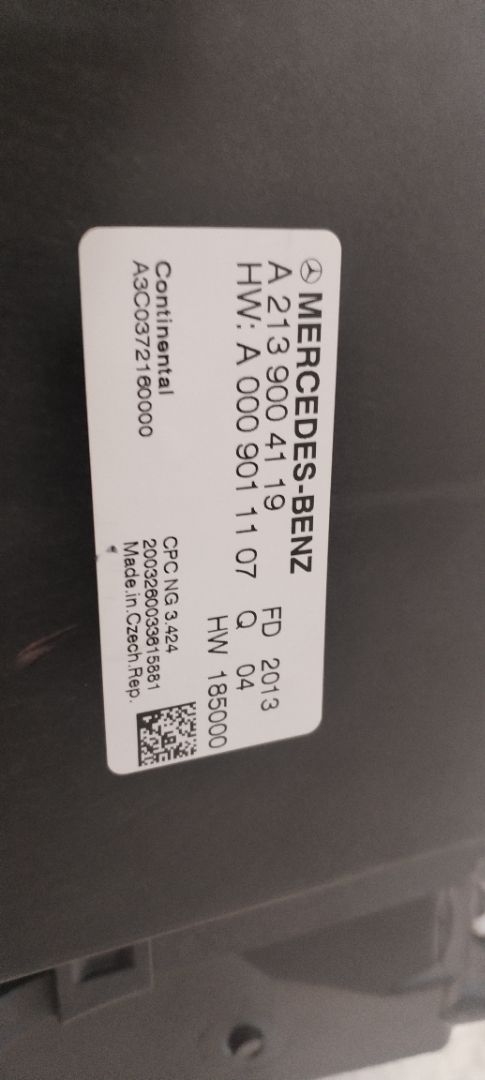 MERCEDES-BENZ
A 213 900 41 19 FD 2013
HW: A 000 901 11 07 Q 04
HW 185000
Continental
A3C0372160000
CPC NG 3.424
2003260033615881
Made.in.Czech.Rep.